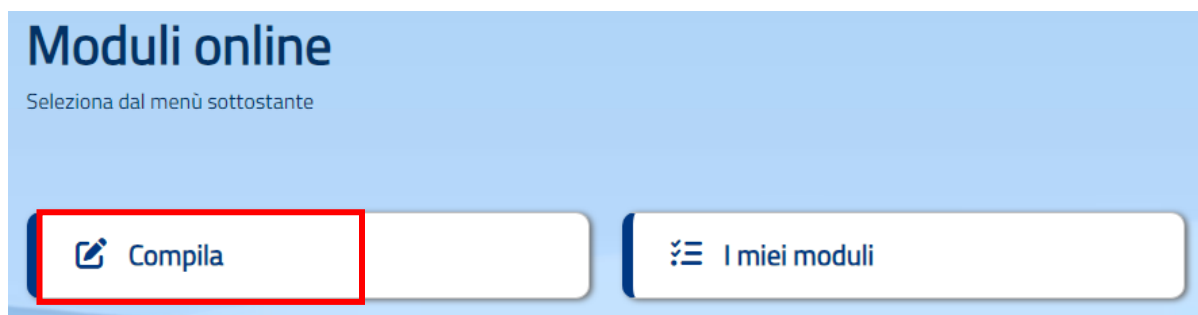 Moduli online
Seleziona dal menù sottostante
Compila
I miei moduli